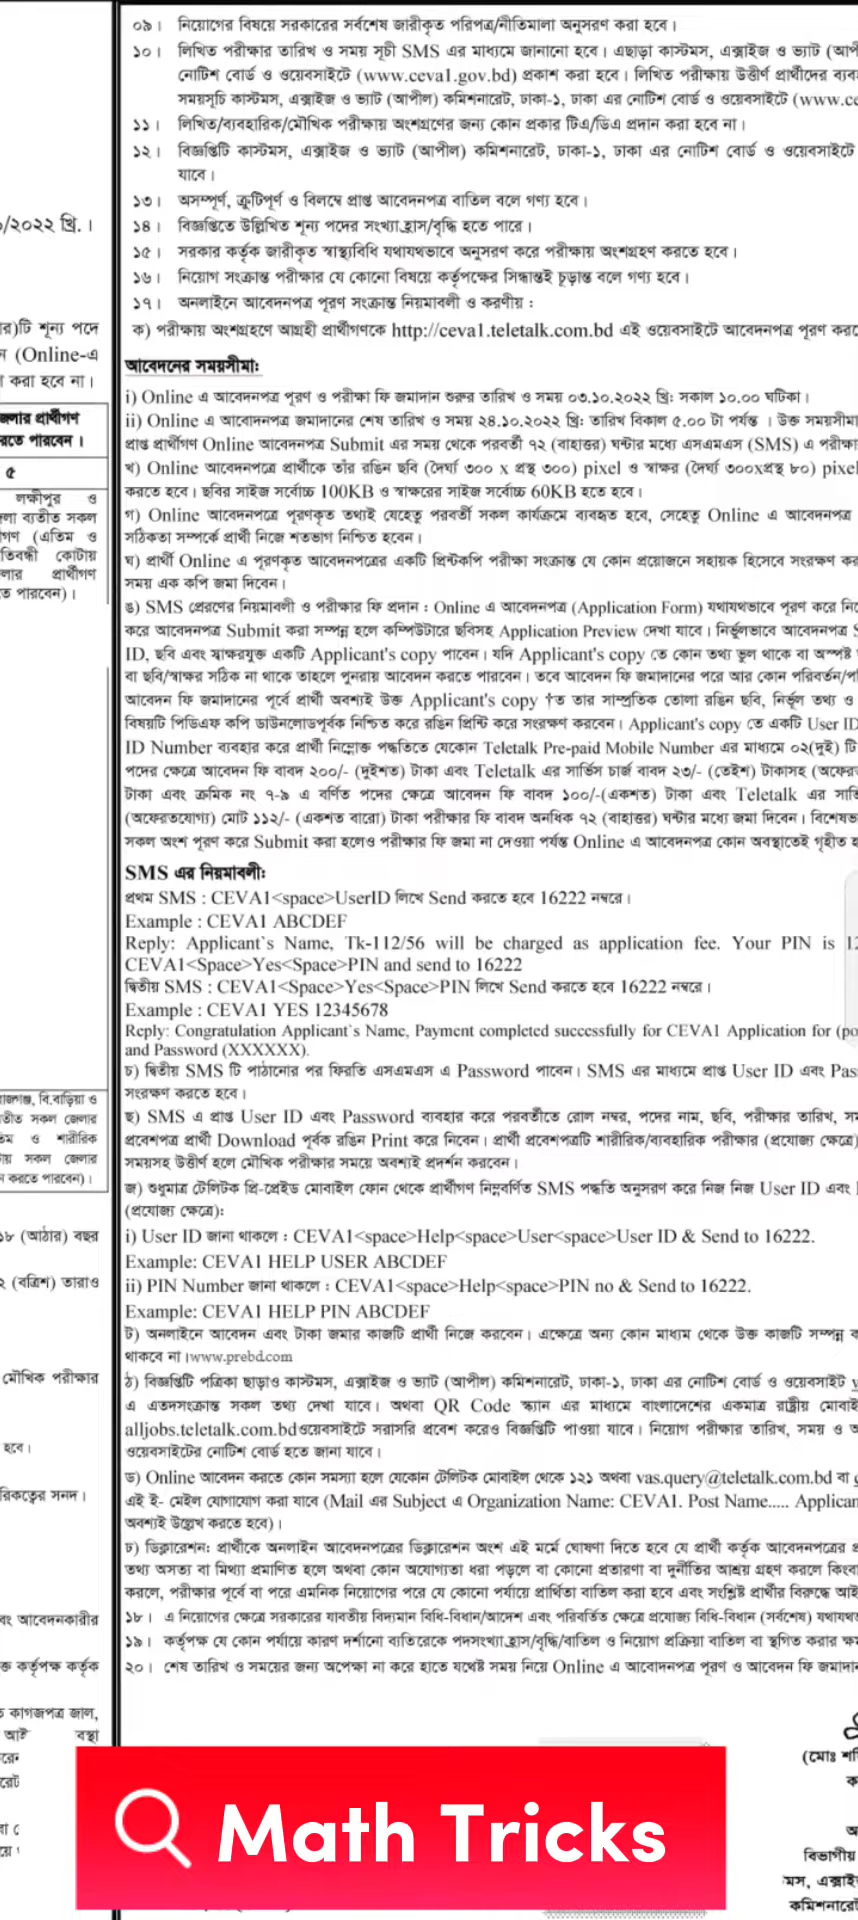 ০৯। নিয়োগের বিষয়ে সরকারের সর্বশেষ জারীকৃত পরিপত্র/নীতিমালা অনুসরণ করা হবে।
১০। লিখিত পরীক্ষার তারিখ ও সময় সূচী SMS এর মাধ্যমে জানানো হবে। এছাড়া কাস্টমস, এক্সাইজ ও ভ্যাট
নোটিশ বোর্ড ও ওয়েবসাইটে (www.ceva1.gov.bd) প্রকাশ করা হবে। লিখিত পরীক্ষায় উত্তীর্ণ প্রার্থীদের
সময়সূচি কাস্টমস, এক্সাইজ ও ভ্যাট (আপীল) কমিশনারেট, ঢাকা-১, ঢাকা এর নোটিশ বোর্ড ও ওয়েবসাইটে
১১। লিখিত/ব্যবহারিক/মৌখিক পরীক্ষায় অংশগ্রণের জন্য কোন প্রকার টিএ/ডিএ প্রদান করা হবে না।
১২। বিজ্ঞপ্তিটি কাস্টমস, এক্সাইজ ও ভ্যাট (আপীল) কমিশনারেট, ঢাকা-১, ঢাকা এর নোটিশ বোর্ড ও ওয়েবসাইটে
যাবে।
১৩। অসম্পূর্ণ, ত্রুটিপূর্ণ ও বিলম্বে প্রাপ্ত আবেদনপত্র বাতিল বলে গণ্য হবে।
১৪। বিজ্ঞপ্তিতে উল্লিখিত শূন্য পদের সংখ্যা হ্রাস/বৃদ্ধি হতে পারে।
১৫। সরকার কর্তৃক জারীকৃত স্বাস্থ্যবিধি যথাযথভাবে অনুসরণ করে পরীক্ষায় অংশগ্রহণ করতে হবে।
১৬। নিয়োগ সংক্রান্ত পরীক্ষার যে কোনো বিষয়ে কর্তৃপক্ষের সিদ্ধান্তই চূড়ান্ত বলে গণ্য হবে।
১৭। অনলাইনে আবেদনপত্র পূরণ সংক্রান্ত নিয়মাবলী ও করণীয় :
ক) পরীক্ষায় অংশগ্রহণে আগ্রহী প্রার্থীগণকে http://ceva1.teletalk.com.bd এই ওয়েবসাইটে আবেদনপত্র পূরণ
আবেদনের সময়সীমাঃ
i) Online এ আবেদনপত্র পূরণ ও পরীক্ষা ফি জমাদান শুরুর তারিখ ও সময় ০৩.১০.২০২২ খ্রিঃ সকাল ১০.০০ ঘটিকা।
ii) Online এ আবেদনপত্র জমাদানের শেষ তারিখ ও সময় ২৪.১০.২০২২ খ্রিঃ তারিখ বিকাল ৫.০০ টা পর্যন্ত । উক্ত সময়সীমা
প্রাপ্ত প্রার্থীগণ Online আবেদনপত্র Submit এর সময় থেকে পরবর্তী ৭২ (বাহাত্তর) ঘন্টার মধ্যে এসএমএস (SMS) এ
খ) Online আবেদনপত্রে প্রার্থীকে তাঁর রঙিন ছবি (দৈর্ঘ্য ৩০০ x প্রস্থ ৩০০) pixel ও স্বাক্ষর (দৈর্ঘ্য ৩০০xপ্রস্থ ৮০) pixel
করতে হবে। ছবির সাইজ সর্বোচ্চ 100KB ও স্বাক্ষরের সাইজ সর্বোচ্চ 60KB হতে হবে।
গ) Online আবেদনপত্রে পূরণকৃত তথ্যই যেহেতু পরবর্তী সকল কার্যক্রমে ব্যবহৃত হবে, সেহেতু Online এ আবেদনপত্র
সঠিকতা সম্পর্কে প্রার্থী নিজে শতভাগ নিশ্চিত হবেন।
ঘ) প্রার্থী Online এ পূরণকৃত আবেদনপত্রের একটি প্রিন্টকপি পরীক্ষা সংক্রান্ত যে কোন প্রয়োজনে সহায়ক হিসেবে সংরক্ষণ
সময় এক কপি জমা দিবেন।
ঙ) SMS প্রেরণের নিয়মাবলী ও পরীক্ষার ফি প্রদান : Online এ আবেদনপত্র (Application Form) যথাযথভাবে পূরণ করে
করে আবেদনপত্র Submit করা সম্পন্ন হলে কম্পিউটারে ছবিসহ Application Preview দেখা যাবে। নির্ভুলভাবে আবেদনপত্র
ID, ছবি এবং স্বাক্ষরযুক্ত একটি Applicant's copy পাবেন। যদি Applicant's copy তে কোন তথ্য ভুল থাকে বা অস্পষ্ট
বা ছবি/স্বাক্ষর সঠিক না থাকে তাহলে পুনরায় আবেদন করতে পারবেন। তবে আবেদন ফি জমাদানের পরে আর কোন
আবেদন ফি জমাদানের পূর্বে প্রার্থী অবশ্যই উক্ত Applicant's copy †ত তার সাম্প্রতিক তোলা রঙিন ছবি, নির্ভূল তথ্য ও
বিষয়টি পিডিএফ কপি ডাউনলোডপূর্বক নিশ্চিত করে রঙিন প্রিন্টি করে সংরক্ষণ করবেন। Applicant's copy তে একটি User ID
ID Number ব্যবহার করে প্রার্থী নিম্নোক্ত পদ্ধতিতে যেকোন Teletalk Pre-paid Mobile Number এর মাধ্যমে ০২(দুই) টি
পদের ক্ষেত্রে আবেদন ফি বাবদ ২০০/- (দুইশত) টাকা এবং Teletalk এর সার্ভিস চার্জ বাবদ ২৩/- (তেইশ) টাকাসহ
টাকা এবং ক্রমিক নং ৭-৯ এ বর্ণিত পদের ক্ষেত্রে আবেদন ফি বাবদ ১০০/-(একশত) টাকা এবং Teletalk এর
(অফেরতযোগ্য) মোট ১১২/- (একশত বারো) টাকা পরীক্ষার ফি বাবদ অনধিক ৭২ (বাহাত্তর) ঘন্টার মধ্যে জমা দিবেন।
সকল অংশ পূরণ করে Submit করা হলেও পরীক্ষার ফি জমা না দেওয়া পর্যন্ত Online এ আবেদনপত্র কোন অবস্থাতেই গৃহীত
SMS এর নিয়মাবলীঃ
প্রথম SMS : CEVA1<space>UserID লিখে Send করতে হবে 16222 নম্বরে।
Example : CEVA1 ABCDEF
Reply: Applicant`s Name, Tk-112/56 will be charged as application fee. Your PIN is
CEVA1<Space>Yes<Space>PIN and send to 16222
দ্বিতীয় SMS : CEVA1<Space>Yes<Space>PIN লিখে Send করতে হবে 16222 নম্বরে।
Example : CEVA1 YES 12345678
Reply: Congratulation Applicant`s Name, Payment completed successfully for CEVA1 Application for
and Password (XXXXXX).
চ) দ্বিতীয় SMS টি পাঠানোর পর ফিরতি এসএমএস এ Password পাবেন। SMS এর মাধ্যমে প্রাপ্ত User ID এবং
সংরক্ষণ করতে হবে।
ছ) SMS এ প্রাপ্ত User ID এবং Password ব্যবহার করে পরবর্তীতে রোল নম্বর, পদের নাম, ছবি, পরীক্ষার তারিখ,
প্রবেশপত্র প্রার্থী Download পূর্বক রঙিন Print করে নিবেন। প্রার্থী প্রবেশপত্রটি শারীরিক/ব্যবহারিক পরীক্ষার (প্রযোজ্য ক্ষেত্রে)
সময়সহ উত্তীর্ণ হলে মৌখিক পরীক্ষার সময়ে অবশ্যই প্রদর্শন করবেন।
জ) শুধুমাত্র টেলিটক প্রি-প্রেইড মোবাইল ফোন থেকে প্রার্থীগণ নিম্নবর্ণিত SMS পদ্ধতি অনুসরণ করে নিজ নিজ User ID এবং
(প্রযোজ্য ক্ষেত্রে):
i) User ID জানা থাকলে : CEVA1<space>Help<space>User<space>User ID & Send to 16222.
Example: CEVA1 HELP USER ABCDEF
ii) PIN Number জানা থাকলে : CEVA1<space>Help<space>PIN no & Send to 16222.
Example: CEVA1 HELP PIN ABCDEF
ট) অনলাইনে আবেদন এবং টাকা জমার কাজটি প্রার্থী নিজে করবেন। এক্ষেত্রে অন্য কোন মাধ্যম থেকে উক্ত কাজটি সম্পন্ন
থাকবে না।www.prebd.com
ঠ) বিজ্ঞপ্তিটি পত্রিকা ছাড়াও কাস্টমস, এক্সাইজ ও ভ্যাট (আপীল) কমিশনারেট, ঢাকা-১, ঢাকা এর নোটিশ বোর্ড ও ওয়েবসাইট
এ এতদসংক্রান্ত সকল তথ্য দেখা যাবে। অথবা QR Code স্ক্যান এর মাধ্যমে বাংলাদেশের একমাত্র রাষ্ট্রীয়
alljobs.teletalk.com.bdওয়েবসাইটে সরাসরি প্রবেশ করেও বিজ্ঞপ্তিটি পাওয়া যাবে। নিয়োগ পরীক্ষার তারিখ, সময় ও
ওয়েবসাইটের নোটিশ বোর্ড হতে জানা যাবে।
ড) Online আবেদন করতে কোন সমস্যা হলে যেকোন টেলিটক মোবাইল থেকে ১২১ অথবা vas.query@teletalk.com.bd বা
এই ই- মেইল যোগাযোগ করা যাবে (Mail এর Subject এ Organization Name: CEVA1. Post Name.....
অবশ্যই উল্লেখ করতে হবে)।
ঢ) ডিক্লারেশন: প্রার্থীকে অনলাইন আবেদনপত্রের ডিক্লারেশন অংশ এই মর্মে ঘোষণা দিতে হবে যে প্রার্থী কর্তৃক আবেদনপত্রের
তথ্য অসত্য বা মিথ্যা প্রমাণিত হলে অথবা কোন অযোগ্যতা ধরা পড়লে বা কোনো প্রতারণা বা দুর্নীতির আশ্রয় গ্রহণ করলে কিংবা
করলে, পরীক্ষার পূর্বে বা পরে এমনিক নিয়োগের পরে যে কোনো পর্যায়ে প্রার্থিতা বাতিল করা হবে এবং সংশ্লিষ্ট প্রার্থীর বিরুদ্ধে
১৮। এ নিয়োগের ক্ষেত্রে সরকারের যাবতীয় বিদ্যমান বিধি-বিধান/আদেশ এবং পরিবর্তিত ক্ষেত্রে প্রযোজ্য বিধি-বিধান (সর্বশেষ)
১৯। কর্তৃপক্ষ যে কোন পর্যায়ে কারণ দর্শানো ব্যতিরেকে পদসংখ্যা হ্রাস/বৃদ্ধি/বাতিল ও নিয়োগ প্রক্রিয়া বাতিল বা স্থগিত করার
২০। শেষ তারিখ ও সময়ের জন্য অপেক্ষা না করে হাতে যথেষ্ট সময় নিয়ে Online এ আবোদনপত্র পূরণ ও আবেদন ফি
Math Tricks